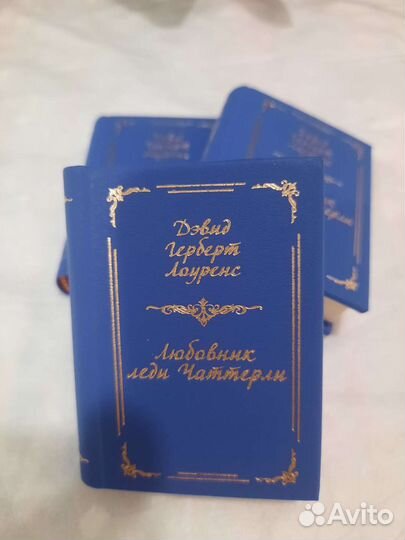 Дэвид
Герберт
Лоуренс
Любовник
леди Чаттерли
Avito